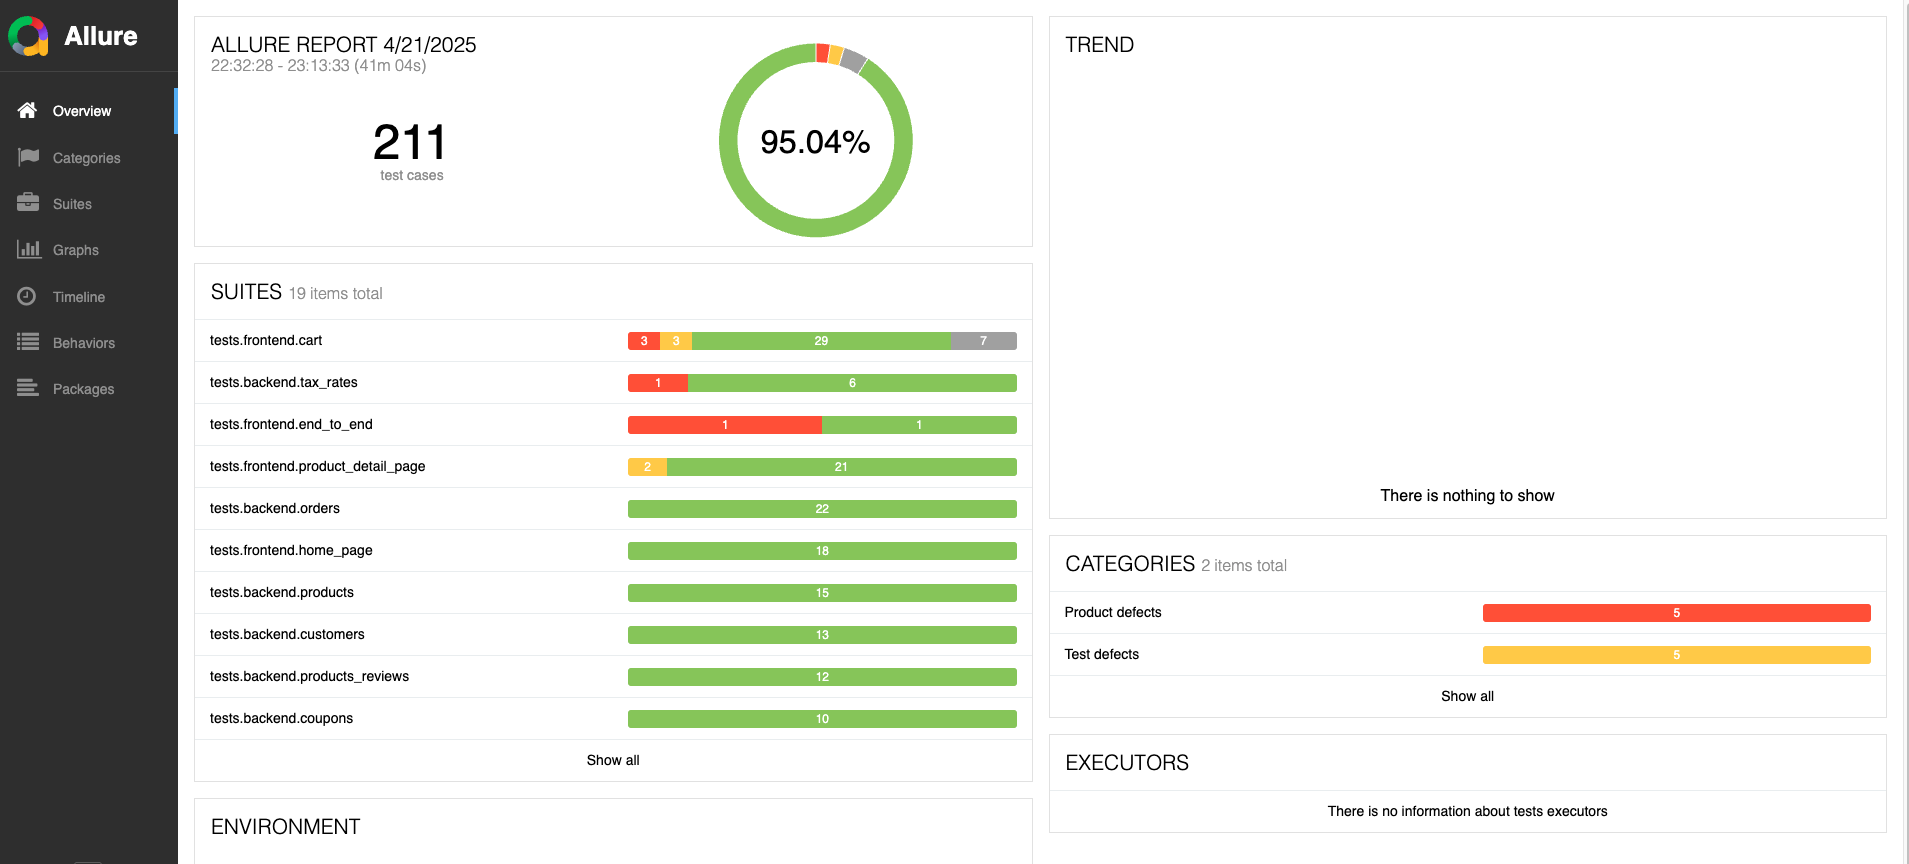 Allure
Overview
Categories
Suites
Graphs
Timeline
Behaviors
Packages
ALLURE REPORT 4/21/2025
22:32:28 - 23:13:33 (41m 04s)
211
test cases
95.04%
SUITES 19 items total
tests.frontend.cart 3 3 29 7
tests.backend.tax_rates 1 6
tests.frontend.end_to_end 1 1
tests.frontend.product_detail_page 2 21
tests.backend.orders 22
tests.frontend.home_page 18
tests.backend.products 15
tests.backend.customers 13
tests.backend.products_reviews 12
tests.backend.coupons 10
Show all
ENVIRONMENT
TREND
There is nothing to show
CATEGORIES 2 items total
Product defects 5
Test defects 5
Show all
EXECUTORS
There is no information about tests executors